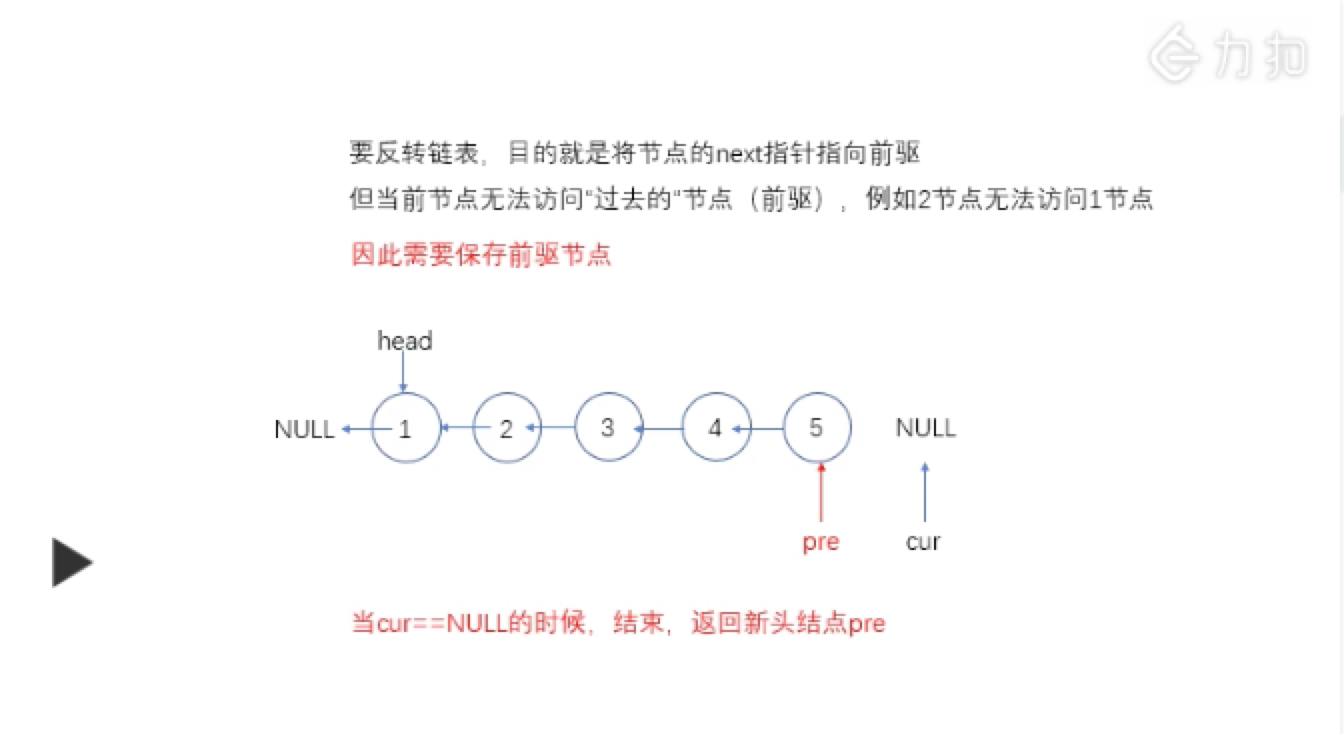 力扣
要反转链表，目的就是将节点的next指针指向前驱
但当前节点无法访问“过去的“节点（前驱），例如2节点无法访问1节点
因此需要保存前驱节点
head
NULL 1 2 3 4 5 NULL
pre cur
当cur==NULL的时候，结束，返回新头结点pre